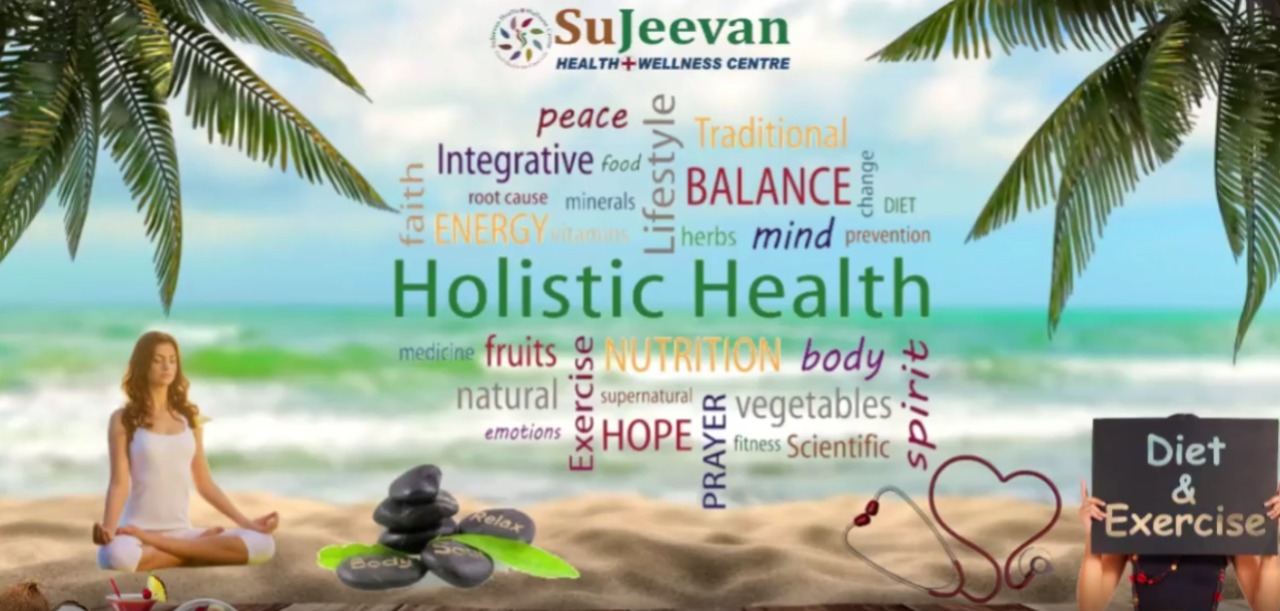 SuJeevan
HEALTH+WELLNESS CENTRE
peace
Lifestyle
Traditional
Integrative food
faith
root cause minerals
BALANCE
change
DIET
ENERGY vitamins
herbs mind prevention
Holistic Health
medicine fruits
Exercise
NUTRITION body
spirit
natural
supernatural
PRAYER
vegetables
emotions
HOPE
fitness Scientific
Relax
Body
Diet
&
Exercise